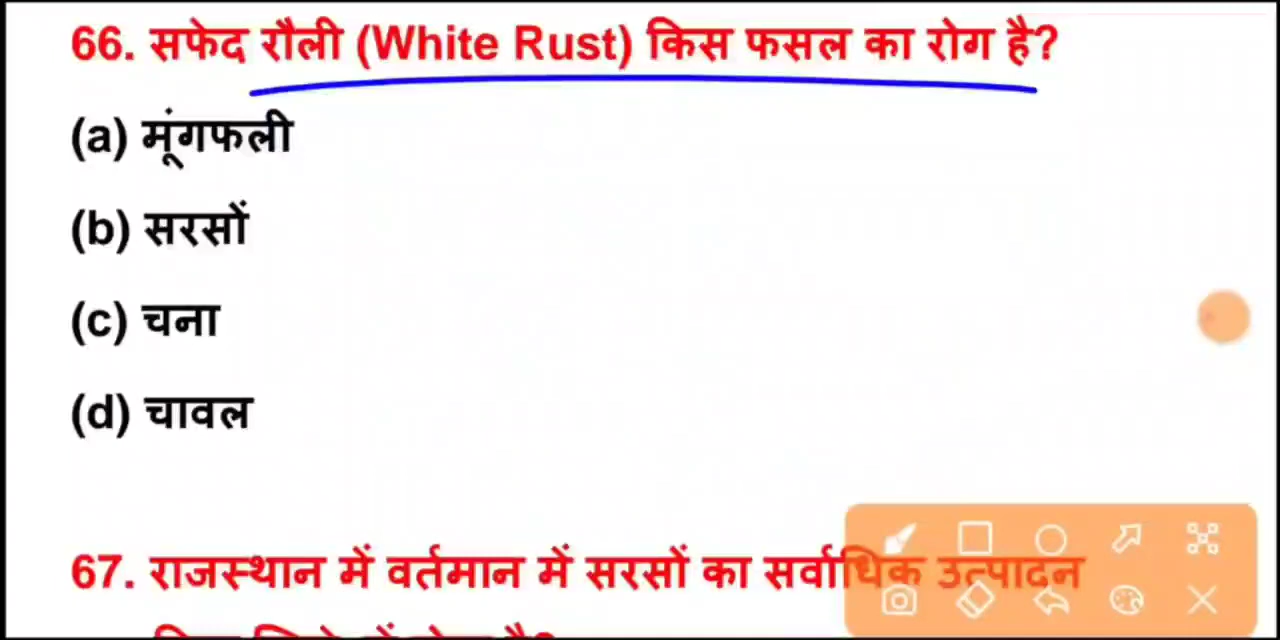 66. सफेद रौली (White Rust) किस फसल का रोग है?
(a) मूंगफली
(b) सरसों
(c) चना
(d) चावल
67. राजस्थान में वर्तमान में सरसों का सर्वाधिक उत्पादन